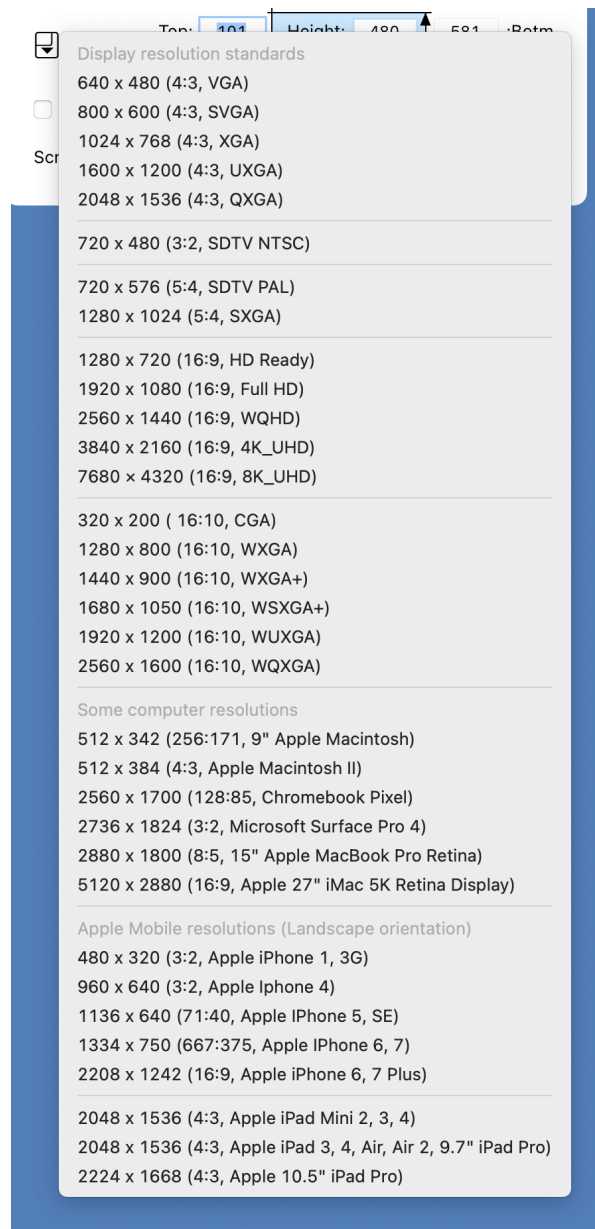 Top: 101 Height: 480 581 :Botm
Display resolution standards
640 x 480 (4:3, VGA)
800 x 600 (4:3, SVGA)
1024 x 768 (4:3, XGA)
Scr
1600 x 1200 (4:3, UXGA)
2048 x 1536 (4:3, QXGA)
720 x 480 (3:2, SDTV NTSC)
720 x 576 (5:4, SDTV PAL)
1280 x 1024 (5:4, SXGA)
1280 x 720 (16:9, HD Ready)
1920 x 1080 (16:9, Full HD)
2560 x 1440 (16:9, WQHD)
3840 x 2160 (16:9, 4K_UHD)
7680 × 4320 (16:9, 8K_UHD)
320 x 200 ( 16:10, CGA)
1280 x 800 (16:10, WXGA)
1440 x 900 (16:10, WXGA+)
1680 x 1050 (16:10, WSXGA+)
1920 x 1200 (16:10, WUXGA)
2560 x 1600 (16:10, WQXGA)
Some computer resolutions
512 x 342 (256:171, 9" Apple Macintosh)
512 x 384 (4:3, Apple Macintosh II)
2560 x 1700 (128:85, Chromebook Pixel)
2736 x 1824 (3:2, Microsoft Surface Pro 4)
2880 x 1800 (8:5, 15" Apple MacBook Pro Retina)
5120 x 2880 (16:9, Apple 27" iMac 5K Retina Display)
Apple Mobile resolutions (Landscape orientation)
480 x 320 (3:2, Apple iPhone 1, 3G)
960 x 640 (3:2, Apple Iphone 4)
1136 x 640 (71:40, Apple IPhone 5, SE)
1334 x 750 (667:375, Apple IPhone 6, 7)
2208 x 1242 (16:9, Apple iPhone 6, 7 Plus)
2048 x 1536 (4:3, Apple iPad Mini 2, 3, 4)
2048 x 1536 (4:3, Apple iPad 3, 4, Air, Air 2, 9.7" iPad Pro)
2224 x 1668 (4:3, Apple 10.5" iPad Pro)